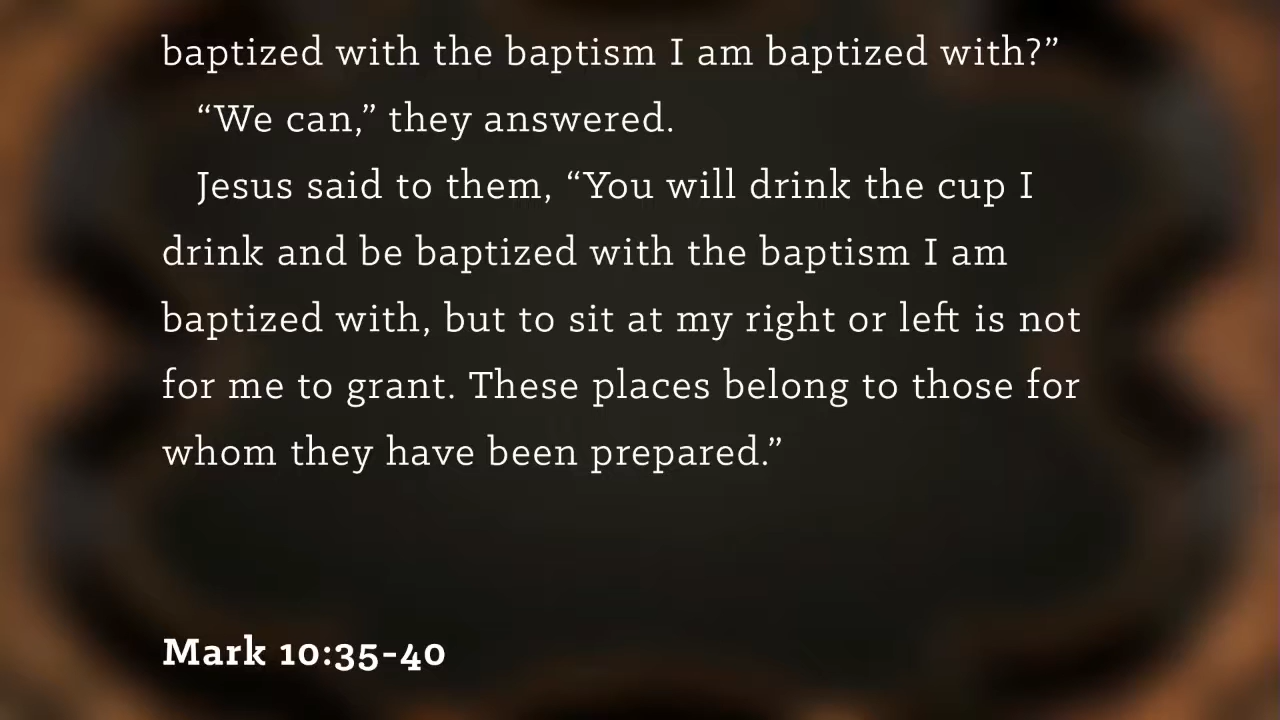 baptized with the baptism I am baptized with?”
“We can,” they answered.
Jesus said to them, “You will drink the cup I
drink and be baptized with the baptism I am
baptized with, but to sit at my right or left is not
for me to grant. These places belong to those for
whom they have been prepared.”
Mark 10:35-40